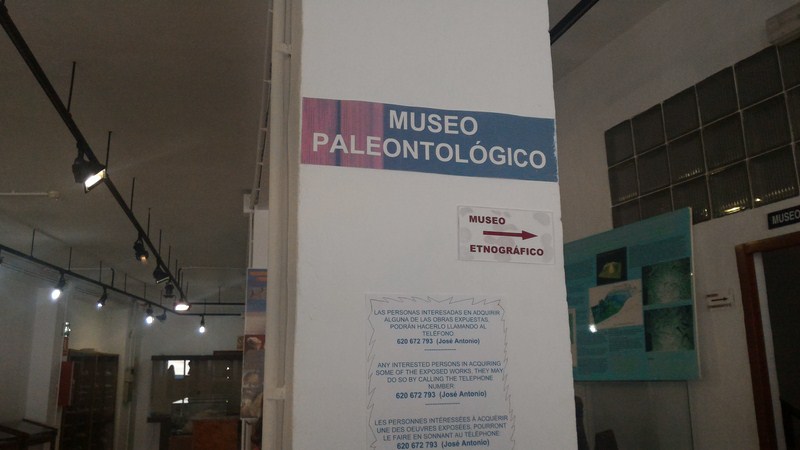 MUSEO
PALEONTOLÓGICO
MUSEO
ETNOGRÁFICO
LAS PERSONAS INTERESADAS EN ADQUIRIR
ALGUNA DE LAS OBRAS EXPUESTAS,
PODRÁN HACERLO LLAMANDO AL
TELÉFONO:
620 672 793 (José Antonio)
ANY INTERESTED PERSONS IN ACQUIRING
SOME OF THE EXPOSED WORKS, THEY MAY
DO SO BY CALLING THE TELEPHONE
NUMBER:
620 672 793 (José Antonio)
LES PERSONNES INTÉRESSÉES À ACQUÉRIR
UNE DES OEUVRES EXPOSÉES, POURRONT
LE FAIRE EN SONNANT AU TELÉPHONE:
620 672 793 (José Antonio)
MUSEO